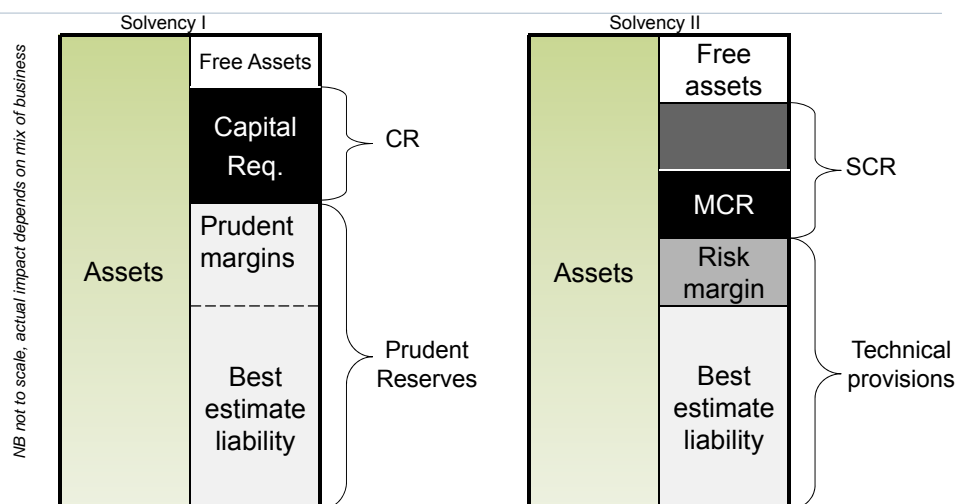 Solvency I
Solvency II
NB not to scale, actual impact depends on mix of business
Assets
Free Assets
Capital
Req.
CR
Prudent
margins
Best
estimate
liability
Prudent
Reserves
Assets
Free
assets
MCR
SCR
Risk
margin
Best
estimate
liability
Technical
provisions